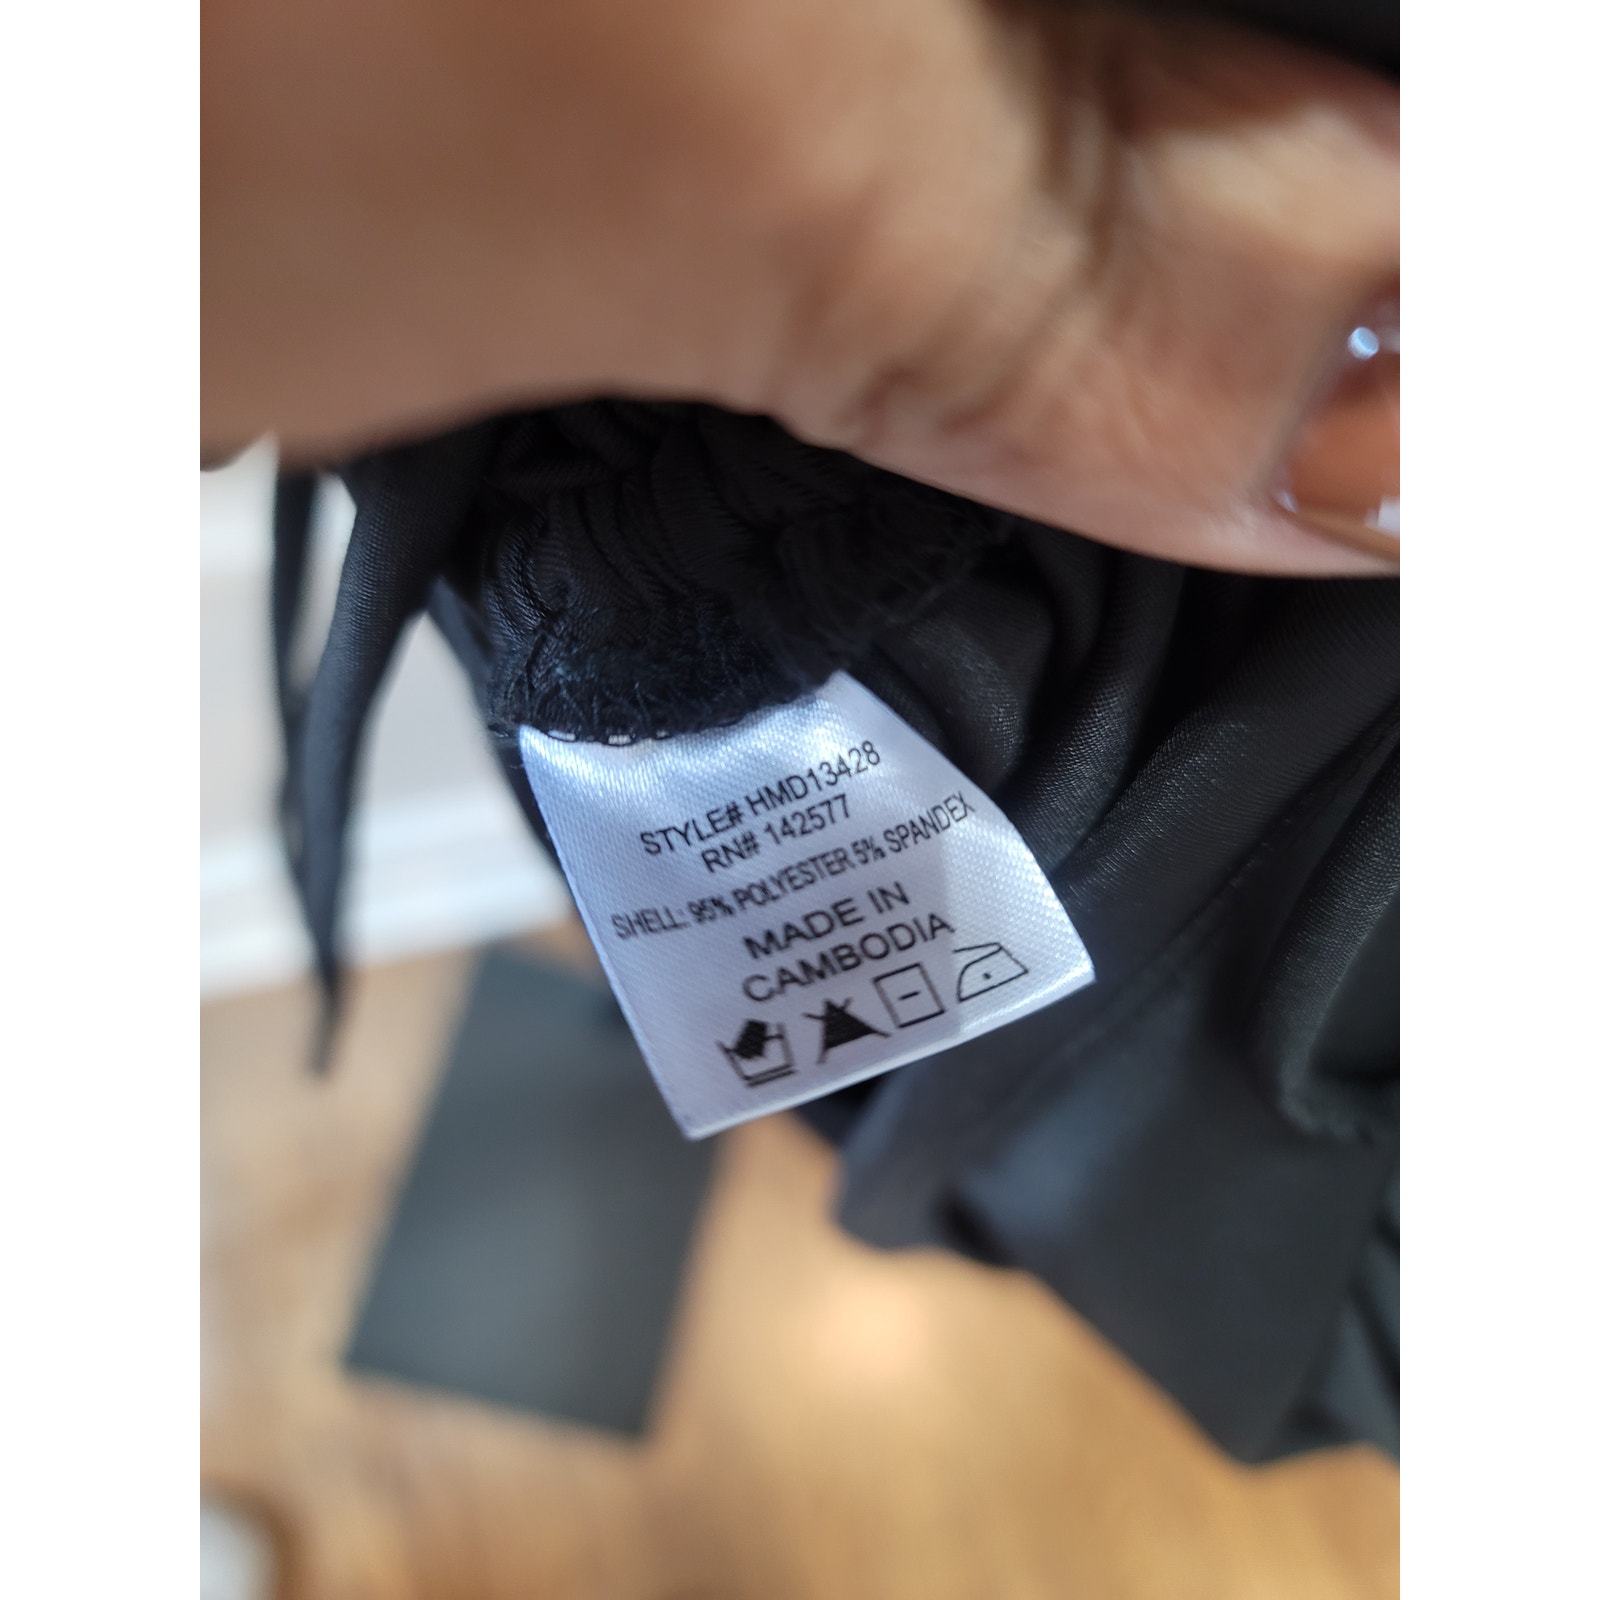 STYLE# HMD13428
RN# 142577
SHELL: 95% POLYESTER 5% SPANDEX
MADE IN
CAMBODIA